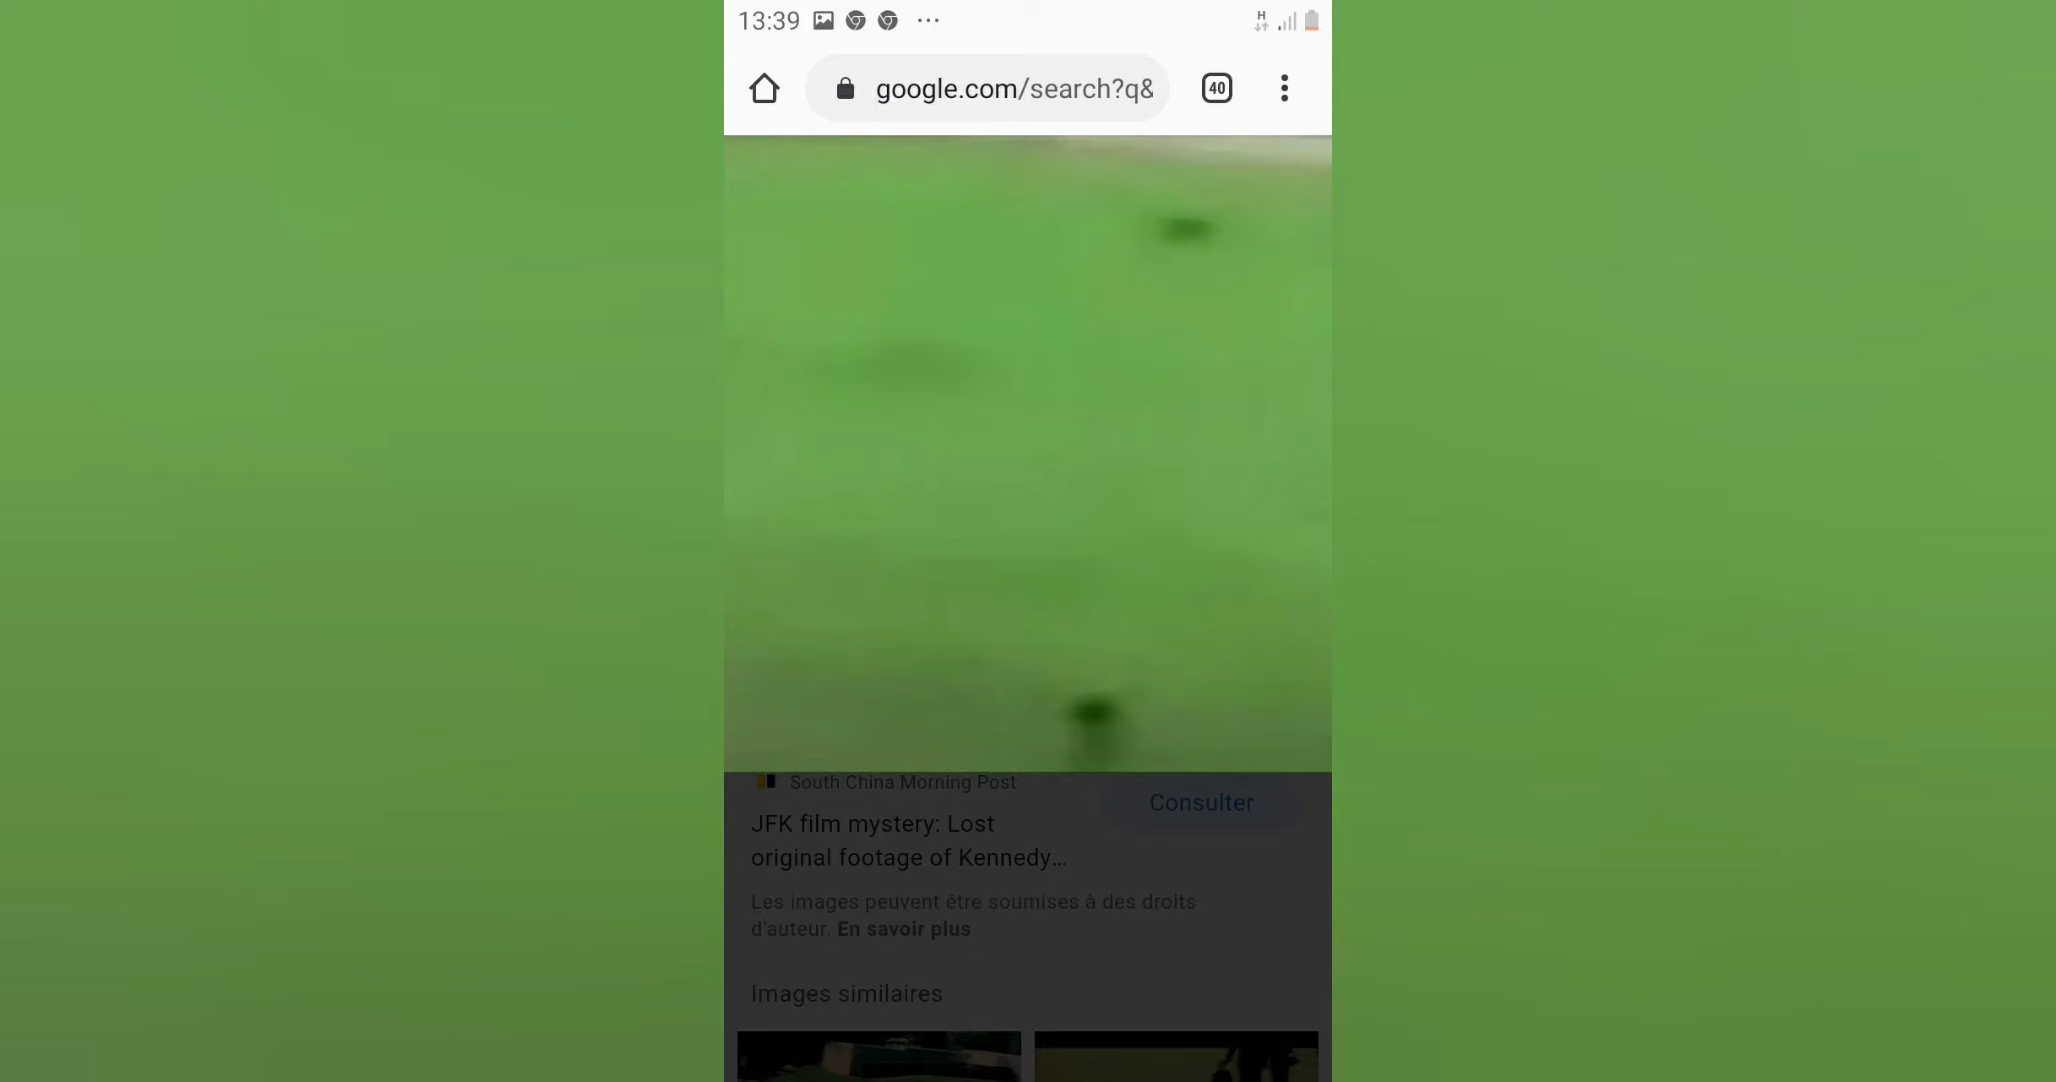 13:39
H
google.com/search?q&
40
South China Morning Post
Consulter
JFK film mystery: Lost
original footage of Kennedy...
Les images peuvent être soumises à des droits
d'auteur. En savoir plus
Images similaires